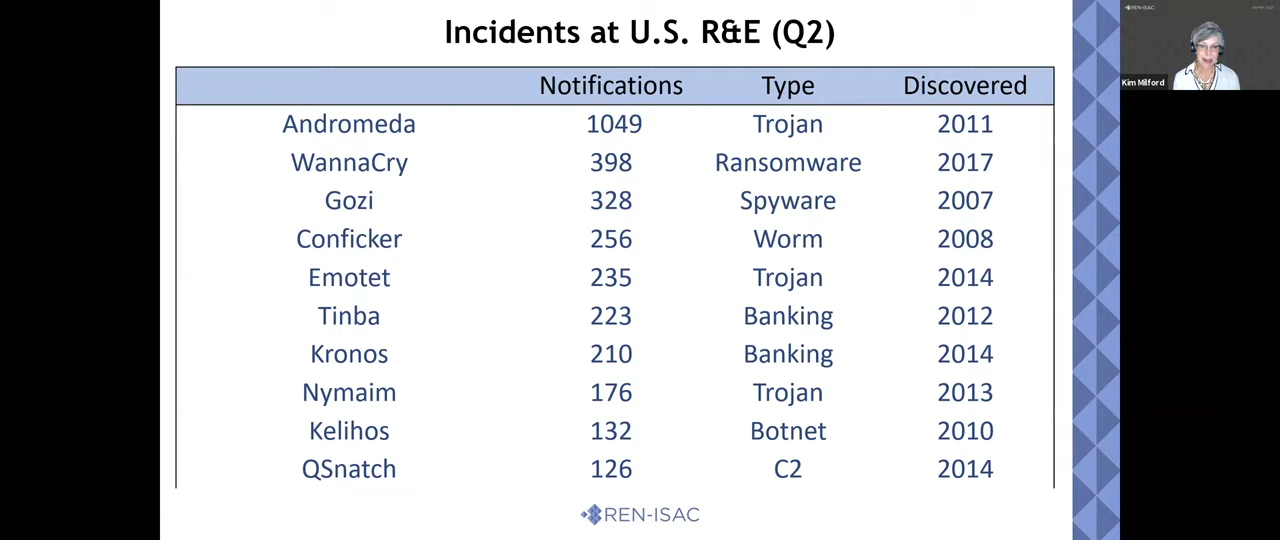 Incidents at U.S. R&E (Q2)
Notifications Type Discovered
Andromeda 1049 Trojan 2011
WannaCry 398 Ransomware 2017
Gozi 328 Spyware 2007
Conficker 256 Worm 2008
Emotet 235 Trojan 2014
Tinba 223 Banking 2012
Kronos 210 Banking 2014
Nymaim 176 Trojan 2013
Kelihos 132 Botnet 2010
QSnatch 126 C2 2014
REN-ISAC
REN-ISAC
Kim Milford